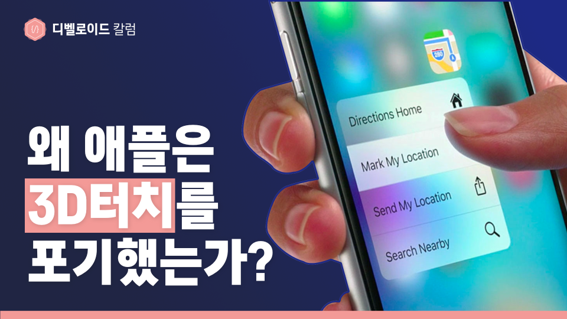 디벨로이드 칼럼
왜 애플은
3D터치를
포기했는가?
Directions Home
Mark My Location
Send My Location
Search Nearby